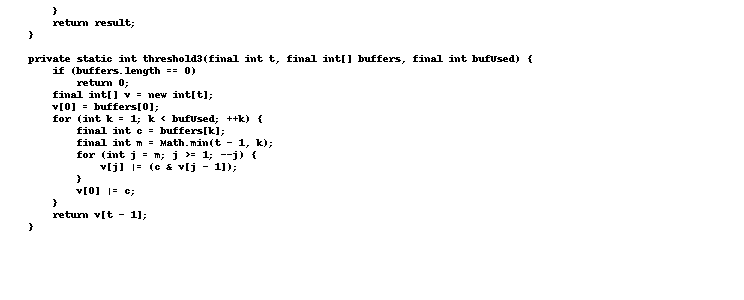 }
return result;
}
private static int threshold3(final int t, final int[] buffers, final int bufUsed) {
if (buffers.length == 0)
return 0;
final int[] v = new int[t];
v[0] = buffers[0];
for (int k = 1; k < bufUsed; ++k) {
final int c = buffers[k];
final int m = Math.min(t - 1, k);
for (int j = m; j >= 1; --j) {
v[j] |= (c & v[j - 1]);
}
v[0] |= c;
}
return v[t - 1];
}